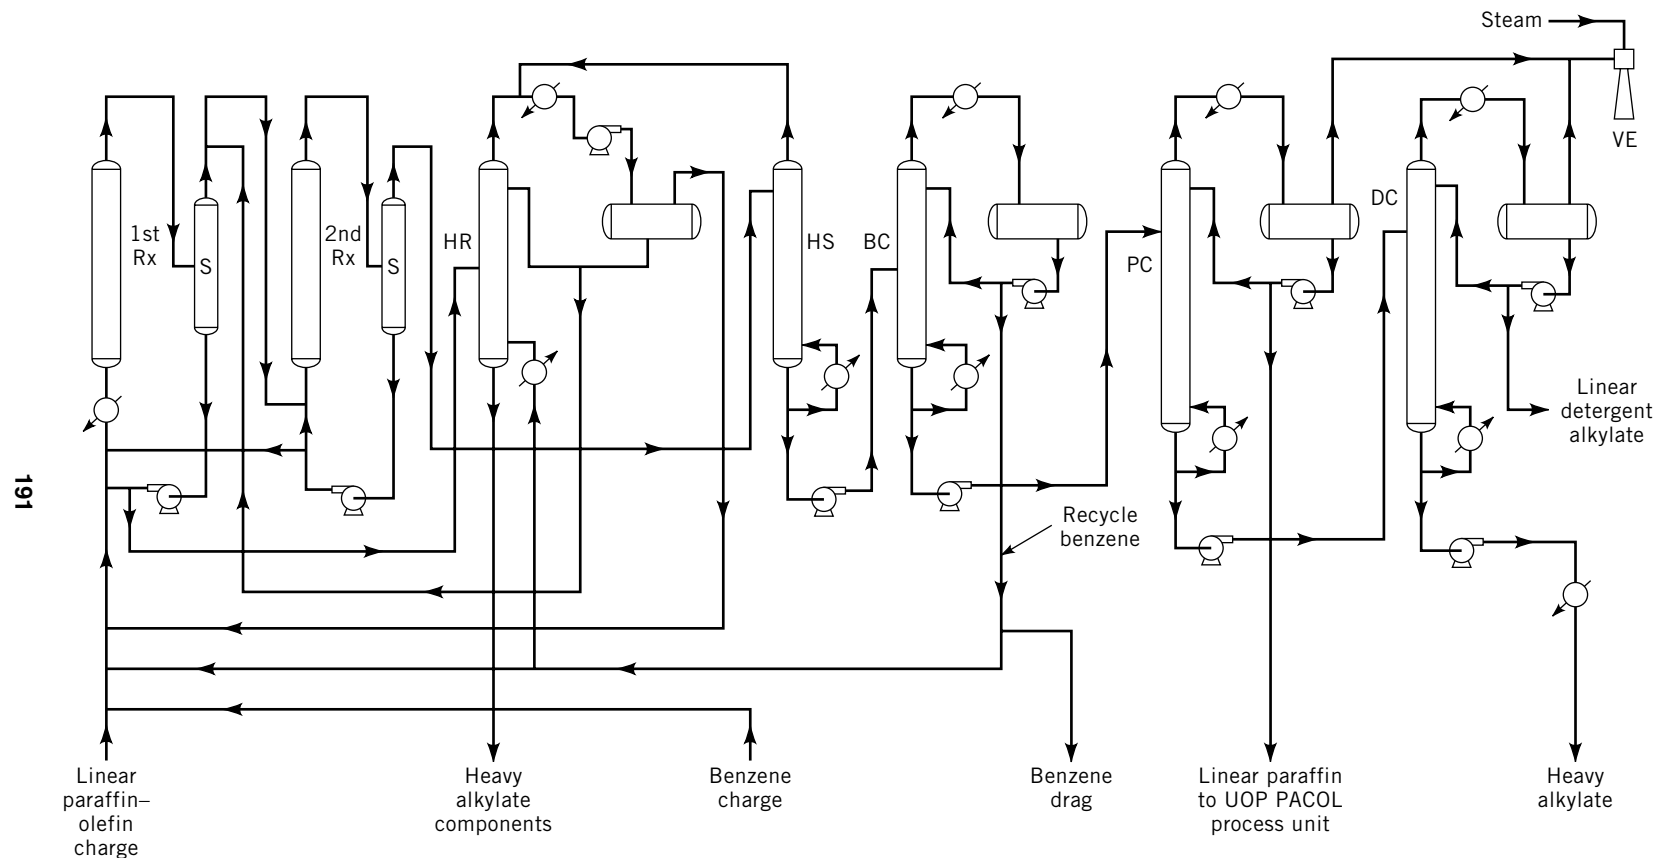 Steam
VE
DC
1st
Rx
S
2nd
Rx
S
HR
HS
BC
PC
Linear
detergent
alkylate
191
Recycle
benzene
Linear
paraffin–
olefin
charge
Heavy
alkylate
components
Benzene
charge
Benzene
drag
Linear paraffin
to UOP PACOL
process unit
Heavy
alkylate